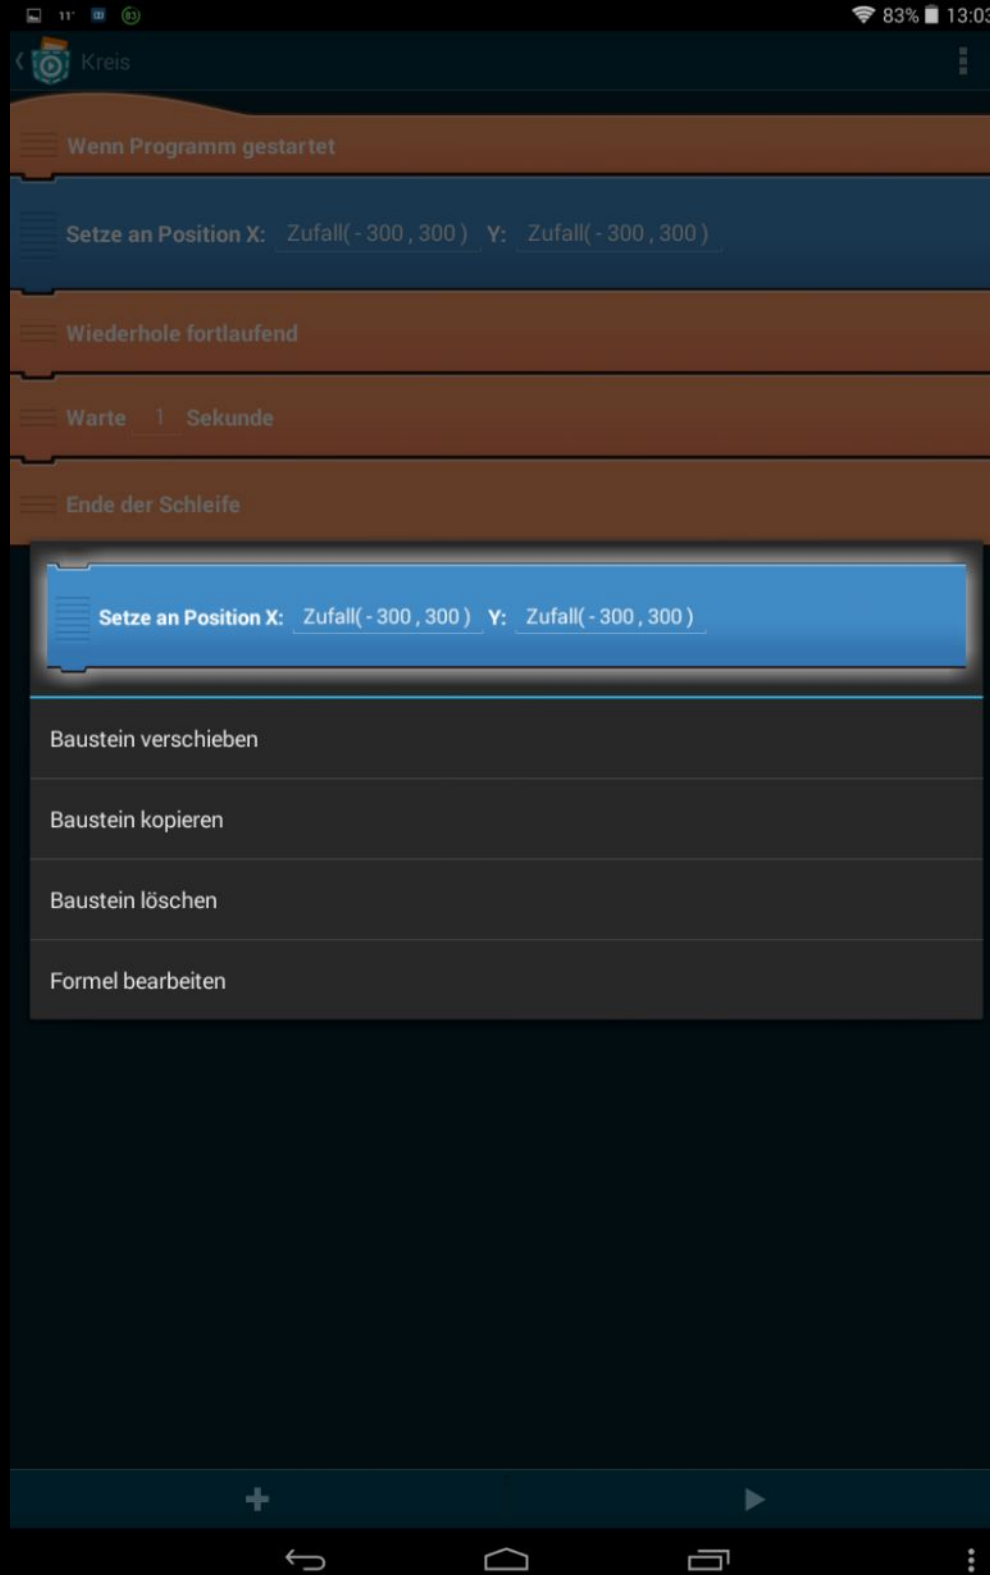 11° 83% 13:03
Kreis
Wenn Programm gestartet
Setze an Position X: Zufall( - 300 , 300 ) Y: Zufall( - 300 , 300 )
Wiederhole fortlaufend
Warte 1 Sekunde
Ende der Schleife
Setze an Position X: Zufall( - 300 , 300 ) Y: Zufall( - 300 , 300 )
Baustein verschieben
Baustein kopieren
Baustein löschen
Formel bearbeiten